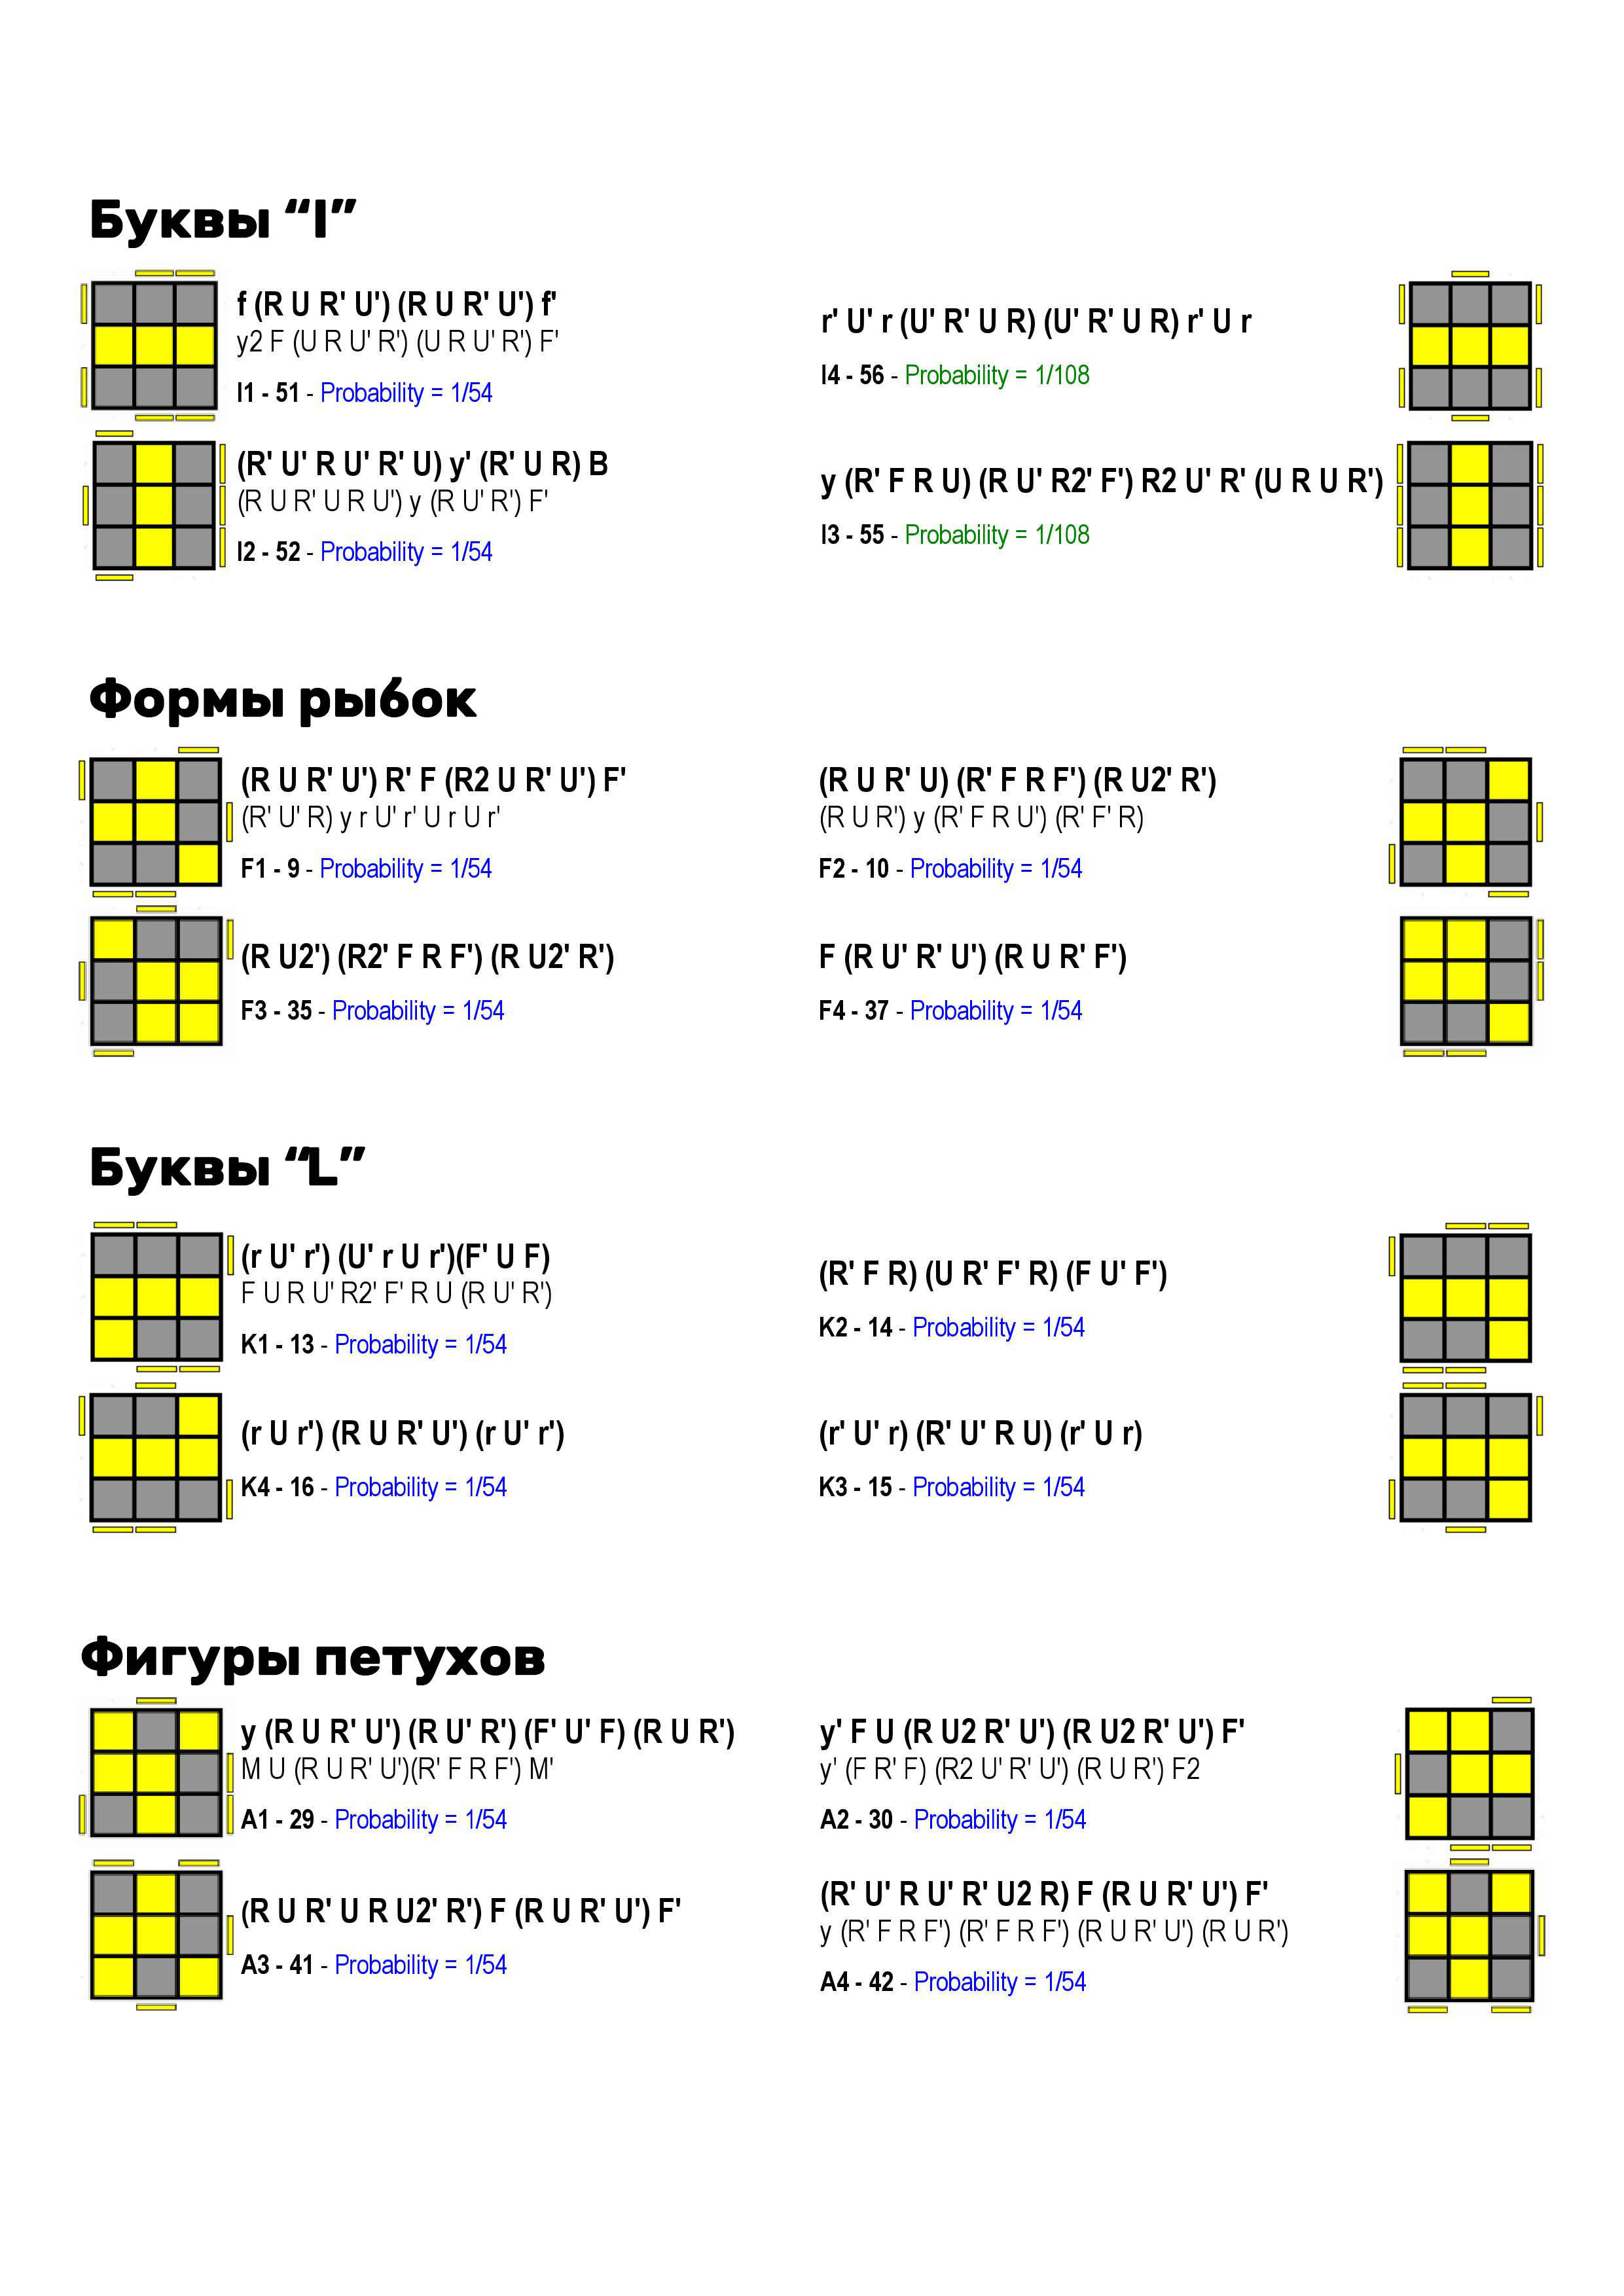 Буквы “I”
f (R U R' U') (R U R' U') f'
y2 F (U R U' R') (U R U' R') F'
I1 - 51 - Probability = 1/54
r' U' r (U' R' U R) (U' R' U R) r' U r
I4 - 56 - Probability = 1/108
(R' U' R U' R' U) y' (R' U R) B
(R U R' U R U') y (R U' R') F'
I2 - 52 - Probability = 1/54
y (R' F R U) (R U' R2' F') R2 U' R' (U R U R')
I3 - 55 - Probability = 1/108
Формы рыбок
(R U R' U') R' F (R2 U R' U') F'
(R' U' R) y r U' r' U r U r'
F1 - 9 - Probability = 1/54
(R U R' U) (R' F R F') (R U2' R')
(R U R') y (R' F R U') (R' F' R)
F2 - 10 - Probability = 1/54
(R U2') (R2' F R F') (R U2' R')
F3 - 35 - Probability = 1/54
F (R U' R' U') (R U R' F')
F4 - 37 - Probability = 1/54
Буквы “L”
(r U' r') (U' r U r')(F' U F)
F U R U' R2' F' R U (R U' R')
K1 - 13 - Probability = 1/54
(R' F R) (U R' F' R) (F U' F')
K2 - 14 - Probability = 1/54
(r U r') (R U R' U') (r U' r')
K4 - 16 - Probability = 1/54
(r' U' r) (R' U' R U) (r' U r)
K3 - 15 - Probability = 1/54
Фигуры петухов
y (R U R' U') (R U' R') (F' U' F) (R U R')
M U (R U R' U')(R' F R F') M'
A1 - 29 - Probability = 1/54
y' F U (R U2 R' U') (R U2 R' U') F'
y' (F R' F) (R2 U' R' U') (R U R') F2
A2 - 30 - Probability = 1/54
(R U R' U R U2' R') F (R U R' U') F'
A3 - 41 - Probability = 1/54
(R' U' R U' R' U2 R) F (R U R' U') F'
y (R' F R F') (R' F R F') (R U R' U') (R U R')
A4 - 42 - Probability = 1/54